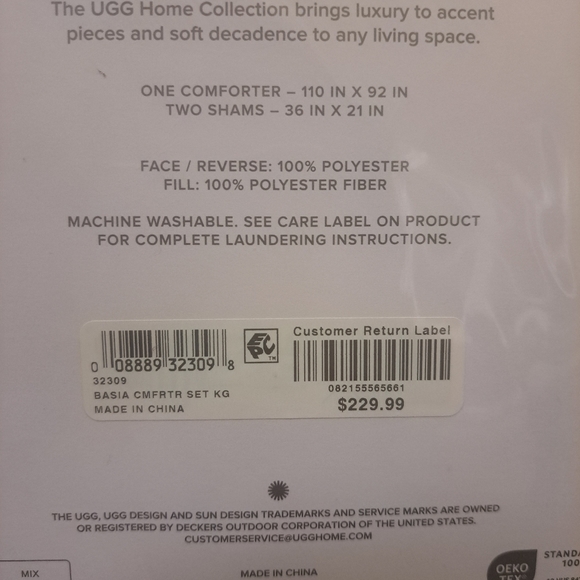 The UGG Home Collection brings luxury to accent
pieces and soft decadence to any living space.
ONE COMFORTER – 110 IN X 92 IN
TWO SHAMS – 36 IN X 21 IN
FACE / REVERSE: 100% POLYESTER
FILL: 100% POLYESTER FIBER
MACHINE WASHABLE. SEE CARE LABEL ON PRODUCT
FOR COMPLETE LAUNDERING INSTRUCTIONS.
0 08889 32309 8
32309
BASIA CMFRTR SET KG
MADE IN CHINA
EPC TM
Customer Return Label
082155565661
$229.99
THE UGG, UGG DESIGN AND SUN DESIGN TRADEMARKS AND SERVICE MARKS ARE OWNED
OR REGISTERED BY DECKERS OUTDOOR CORPORATION OF THE UNITED STATES.
CUSTOMERSERVICE@UGGHOME.COM
MIX
MADE IN CHINA
OEKO
TEX®
STANDA
100